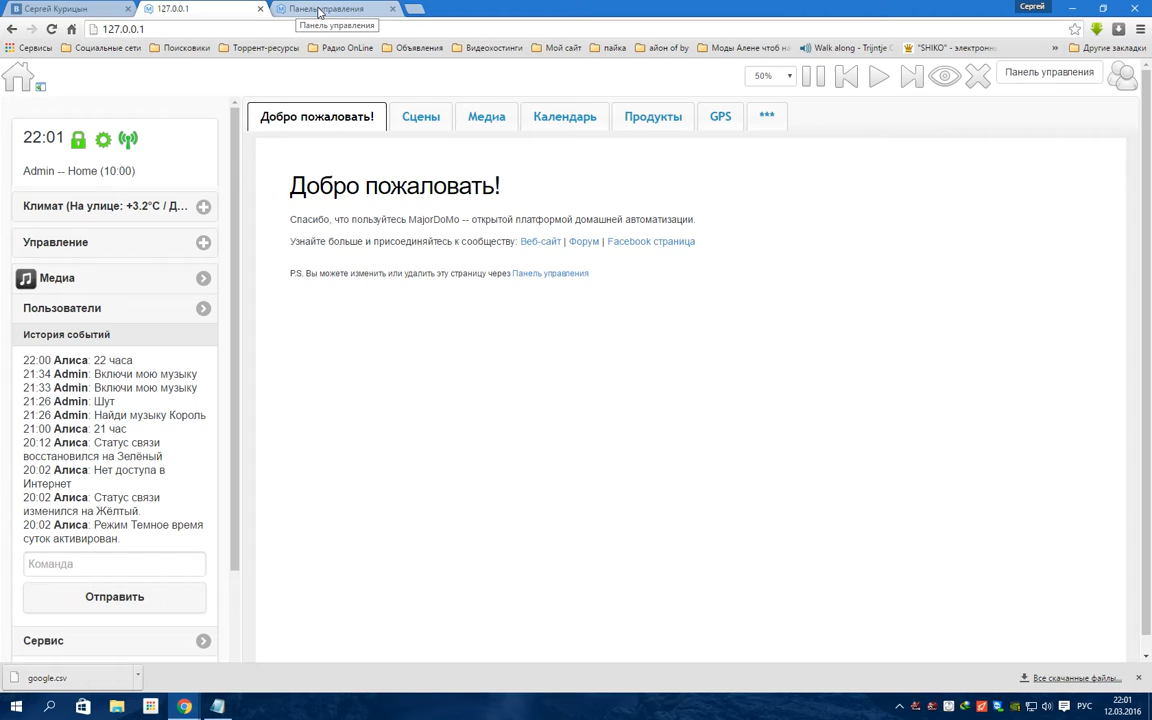 Сергей Курицын
127.0.0.1
Панель управления
Сергей
127.0.0.1
Панель управления
Сервисы
Социальные сети
Поисковики
Торрент-ресурсы
Радио OnLine
Объявления
Видеохостинги
Мой сайт
пайка
айон of by
Моды Алене чтоб на
Walk along - Trijntje
"SHIKO" - электронн
Другие закладки
50%
Панель управления
22:01
Admin -- Home (10:00)
Климат (На улице: +3.2°C / Д...
Управление
Медиа
Пользователи
История событий
22:00 Алиса: 22 часа
21:34 Admin: Включи мою музыку
21:33 Admin: Включи мою музыку
21:26 Admin: Шут
21:26 Admin: Найди музыку Король
21:00 Алиса: 21 час
20:12 Алиса: Статус связи
восстановился на Зелёный
20:02 Алиса: Нет доступа в
Интернет
20:02 Алиса: Статус связи
изменился на Жёлтый.
20:02 Алиса: Режим Темное время
суток активирован.
Команда
Отправить
Сервис
Добро пожаловать!
Сцены
Медиа
Календарь
Продукты
GPS
***
Добро пожаловать!
Спасибо, что пользуйтесь MajorDoMo -- открытой платформой домашней автоматизации.
Узнайте больше и присоединяйтесь к сообществу: Веб-сайт | Форум | Facebook страница
P.S. Вы можете изменить или удалить эту страницу через Панель управления
google.csv
Все скачанные файлы...
РУС
22:01
12.03.2016